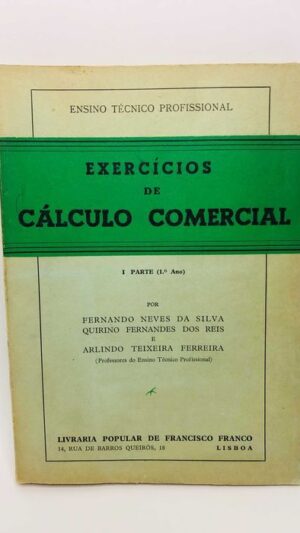 ENSINO TÉCNICO PROFISSIONAL
EXERCÍCIOS
DE
CÁLCULO COMERCIAL
I PARTE (1.º Ano)
POR
FERNANDO NEVES DA SILVA
QUIRINO FERNANDES DOS REIS
E
ARLINDO TEIXEIRA FERREIRA
(Professores do Ensino Técnico Profissional)
LIVRARIA POPULAR DE FRANCISCO FRANCO
14, RUA DE BARROS QUEIRÓS, 18 LISBOA